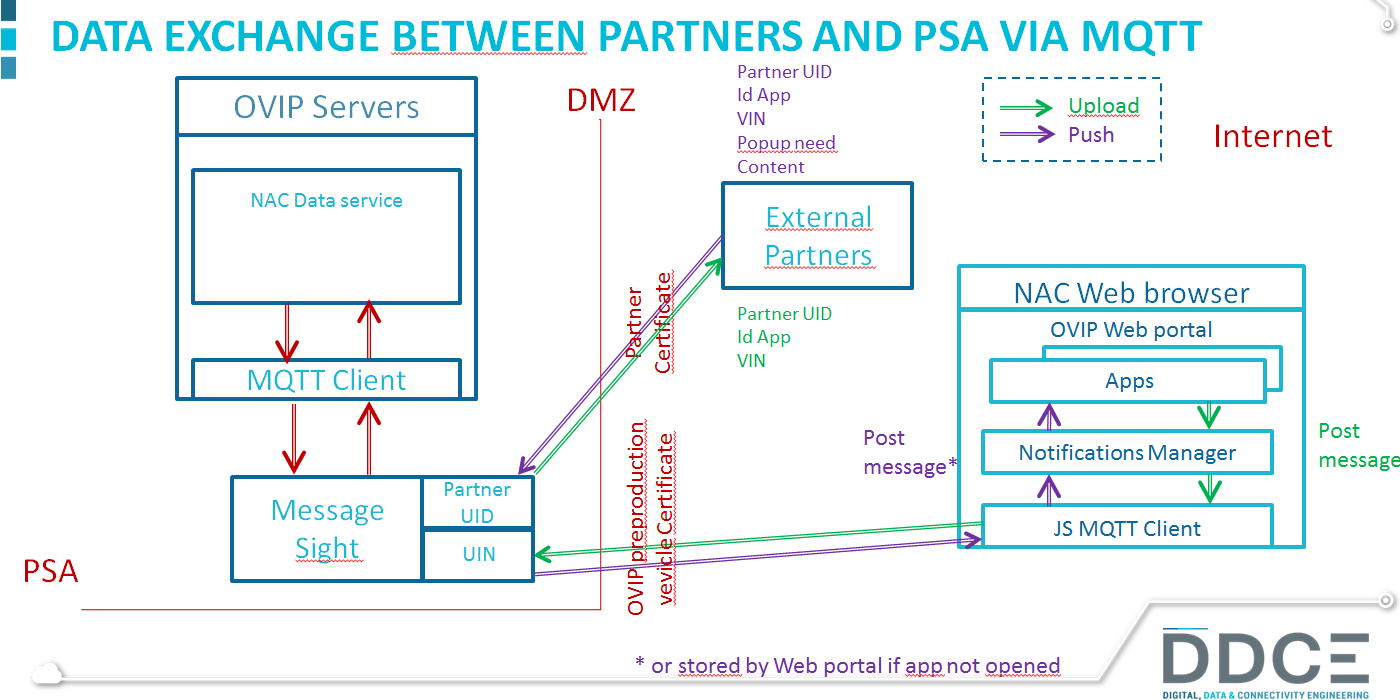 DATA EXCHANGE BETWEEN PARTNERS AND PSA VIA MQTT
OVIP Servers
NAC Data service
MQTT Client
Message
Sight
Partner
UID
UIN
PSA
DMZ
Partner UID
Id App
VIN
Popup need
Content
External
Partners
Partner UID
Id App
VIN
Partner
Certificate
OVIP preproduction
vevicle Certificate
Upload
Push
Internet
NAC Web browser
OVIP Web portal
Apps
Notifications Manager
JS MQTT Client
Post
message*
Post
message
* or stored by Web portal if app not opened
DDCE
DIGITAL, DATA & CONNECTIVITY ENGINEERING